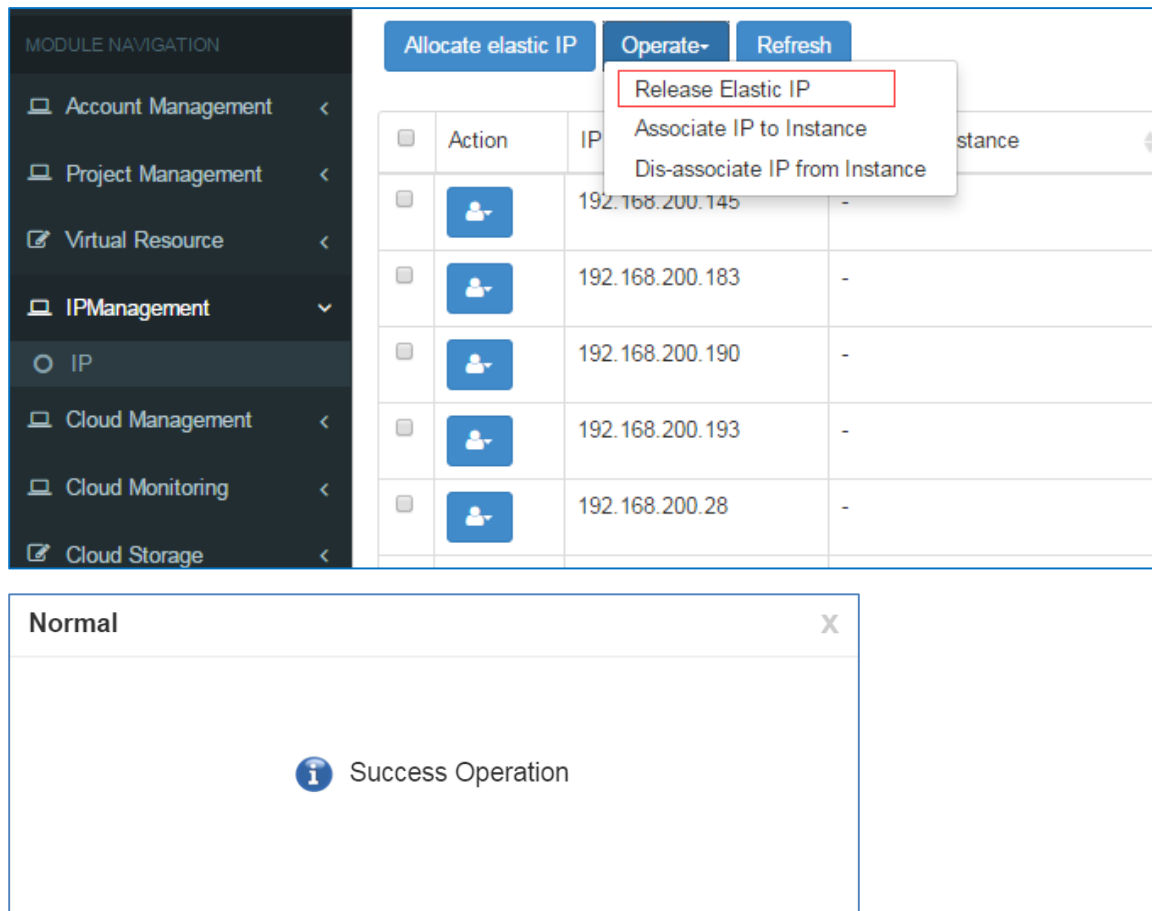 MODULE NAVIGATION
Account Management
Project Management
Virtual Resource
IPManagement
IP
Cloud Management
Cloud Monitoring
Cloud Storage
Allocate elastic IP Operate Refresh
Release Elastic IP
Associate IP to Instance
Dis-associate IP from Instance
Action IP stance
192.168.200.145 -
192.168.200.183 -
192.168.200.190 -
192.168.200.193 -
192.168.200.28 -
Normal X
Success Operation